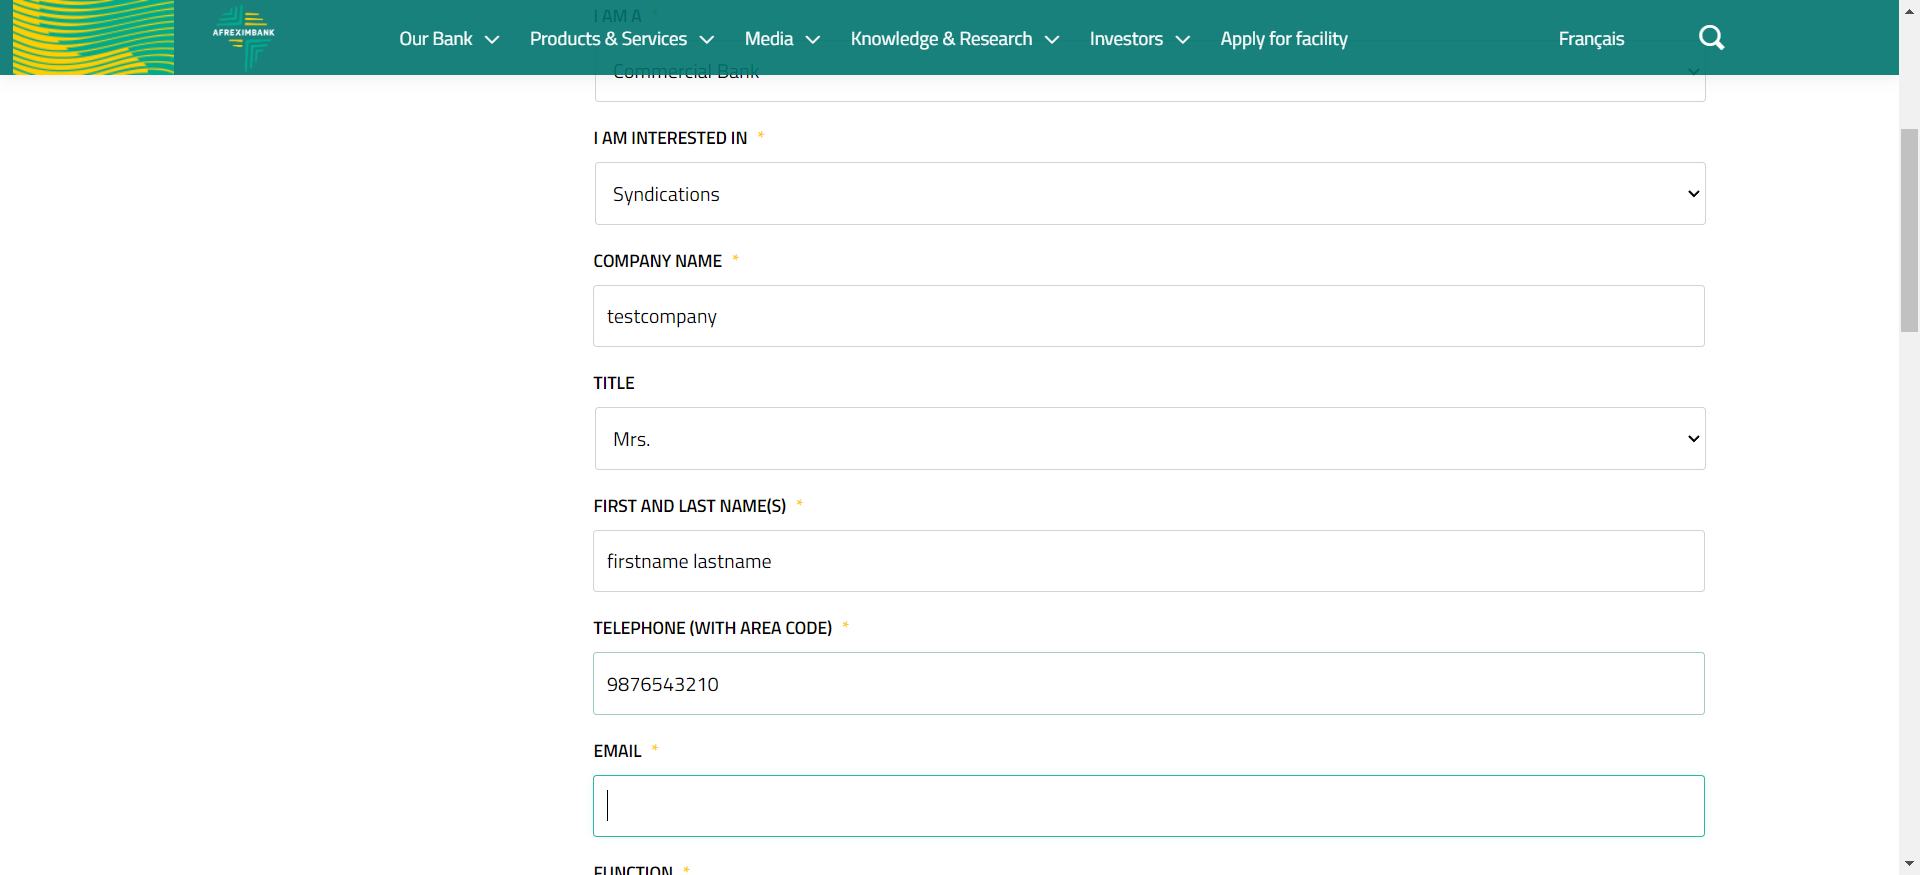 I AM A *
AFREXIMBANK
Our Bank
Products & Services
Media
Knowledge & Research
Investors
Apply for facility
Français
Commercial Bank
I AM INTERESTED IN *
Syndications
COMPANY NAME *
testcompany
TITLE
Mrs.
FIRST AND LAST NAME(S) *
firstname lastname
TELEPHONE (WITH AREA CODE) *
9876543210
EMAIL *
FUNCTION *